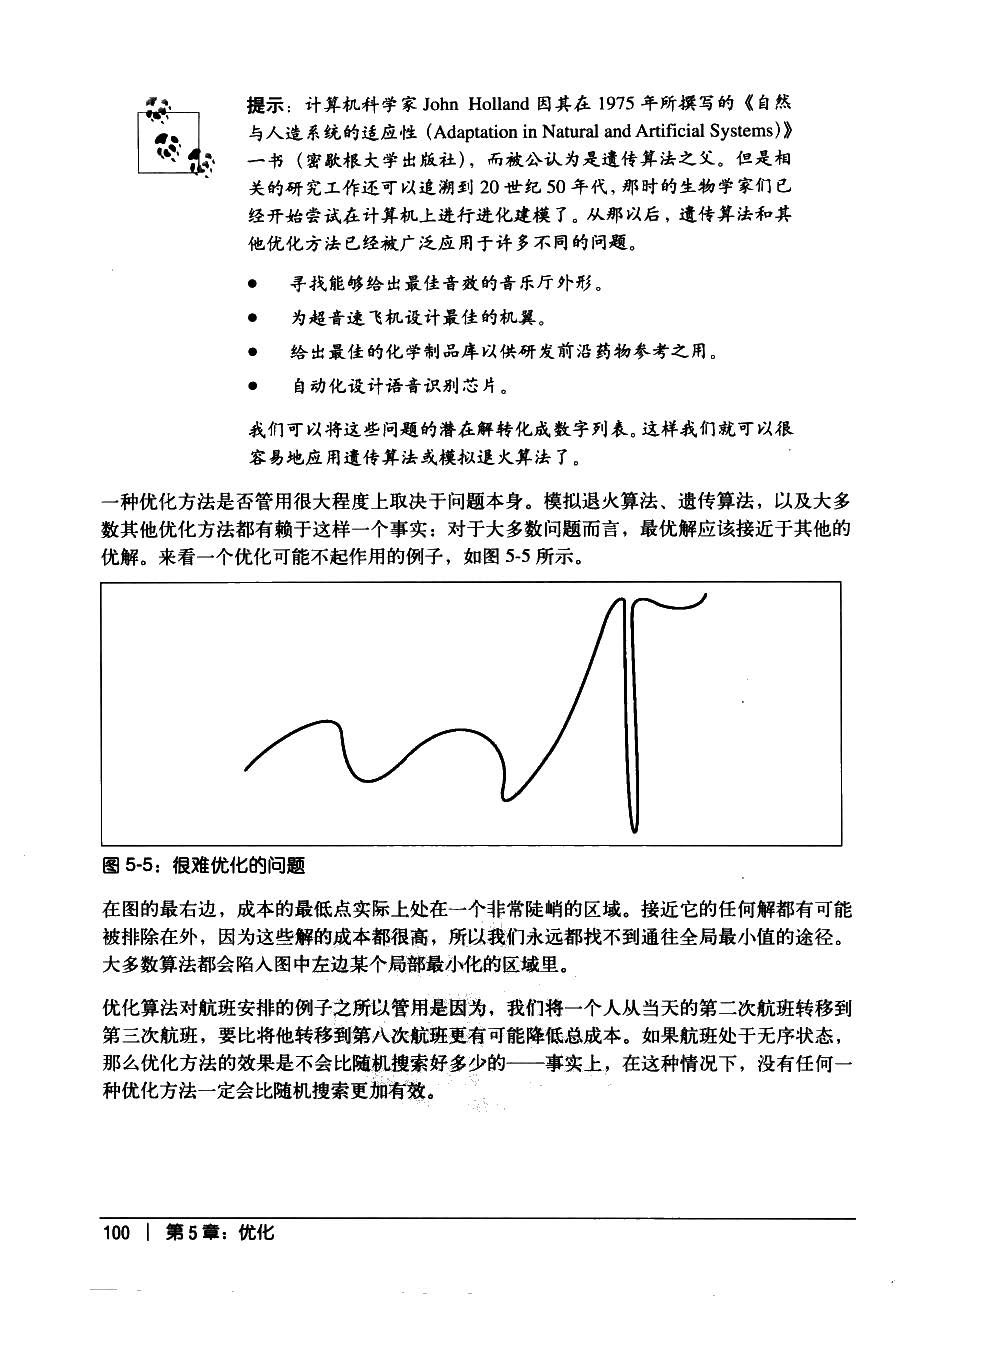 提示：计算机科学家 John Holland 因其在 1975 年所撰写的《自然
与人造系统的适应性（Adaptation in Natural and Artificial Systems)》
一书（密歇根大学出版社），而被公认为是遗传算法之父。但是相
关的研究工作还可以追溯到 20 世纪 50 年代，那时的生物学家们已
经开始尝试在计算机上进行进化建模了。从那以后，遗传算法和其
他优化方法已经被广泛应用于许多不同的问题。
● 寻找能够给出最佳音效的音乐厅外形。
● 为超音速飞机设计最佳的机翼。
● 给出最佳的化学制品库以供研发前沿药物参考之用。
● 自动化设计语音识别芯片。
我们可以将这些问题的潜在解转化成数字列表。这样我们就可以很
容易地应用遗传算法或模拟退火算法了。
一种优化方法是否管用很大程度上取决于问题本身。模拟退火算法、遗传算法，以及大多
数其他优化方法都有赖于这样一个事实：对于大多数问题而言，最优解应该接近于其他的
优解。来看一个优化可能不起作用的例子，如图 5-5 所示。
图 5-5：很难优化的问题
在图的最右边，成本的最低点实际上处在一个非常陡峭的区域。接近它的任何解都有可能
被排除在外，因为这些解的成本都很高，所以我们永远都找不到通往全局最小值的途径。
大多数算法都会陷入图中左边某个局部最小化的区域里。
优化算法对航班安排的例子之所以管用是因为，我们将一个人从当天的第二次航班转移到
第三次航班，要比将他转移到第八次航班更有可能降低总成本。如果航班处于无序状态，
那么优化方法的效果是不会比随机搜索好多少的——事实上，在这种情况下，没有任何一
种优化方法一定会比随机搜索更加有效。
100 | 第 5 章：优化